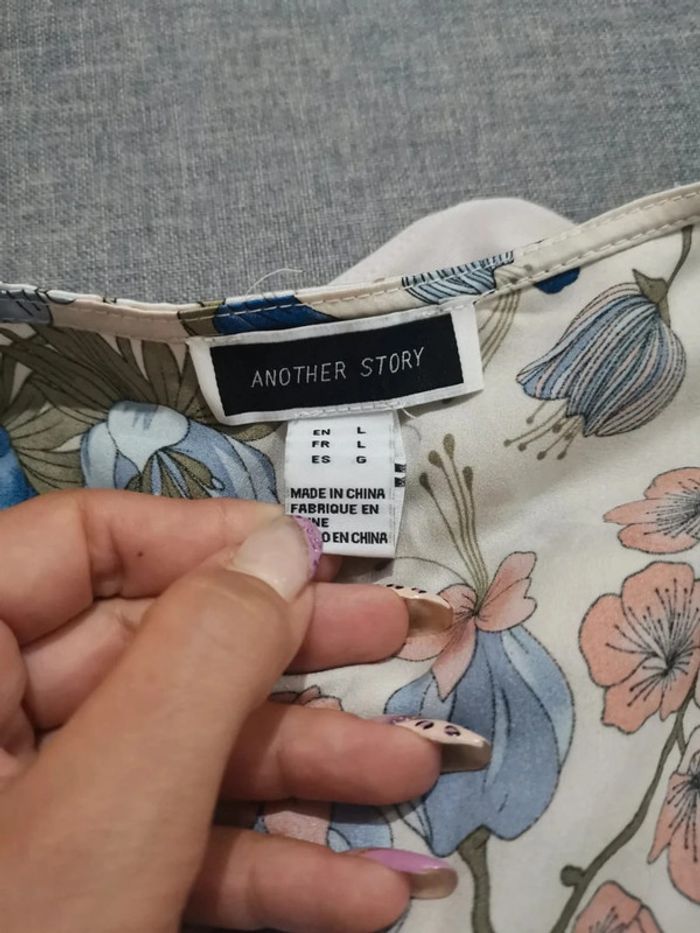 ANOTHER STORY
EN L
FR L
ES G
MADE IN CHINA
FABRIQUE EN
EN CHINA